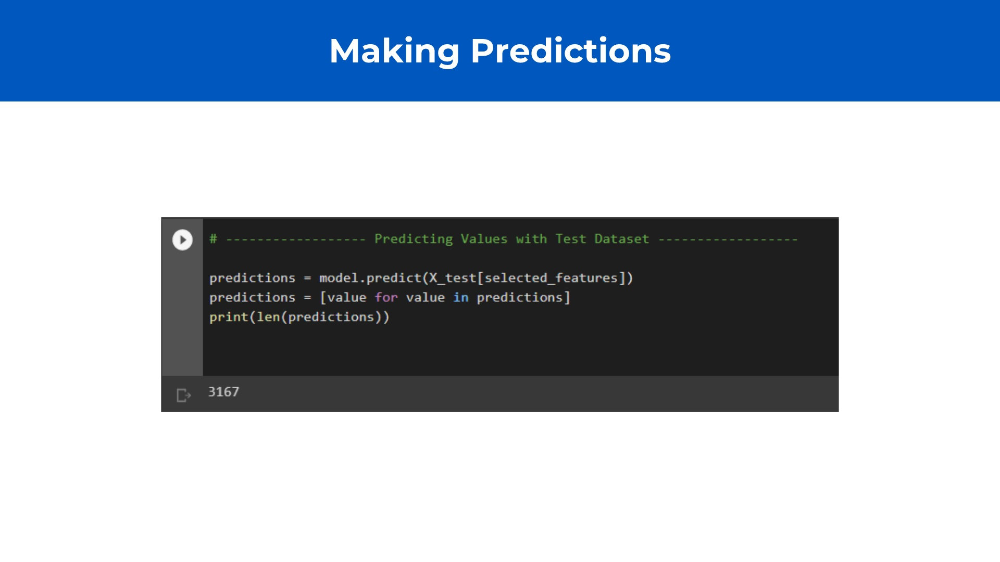 Making Predictions
# ------------------ Predicting Values with Test Dataset ------------------
predictions = model.predict(X_test[selected_features])
predictions = [value for value in predictions]
print(len(predictions))
3167